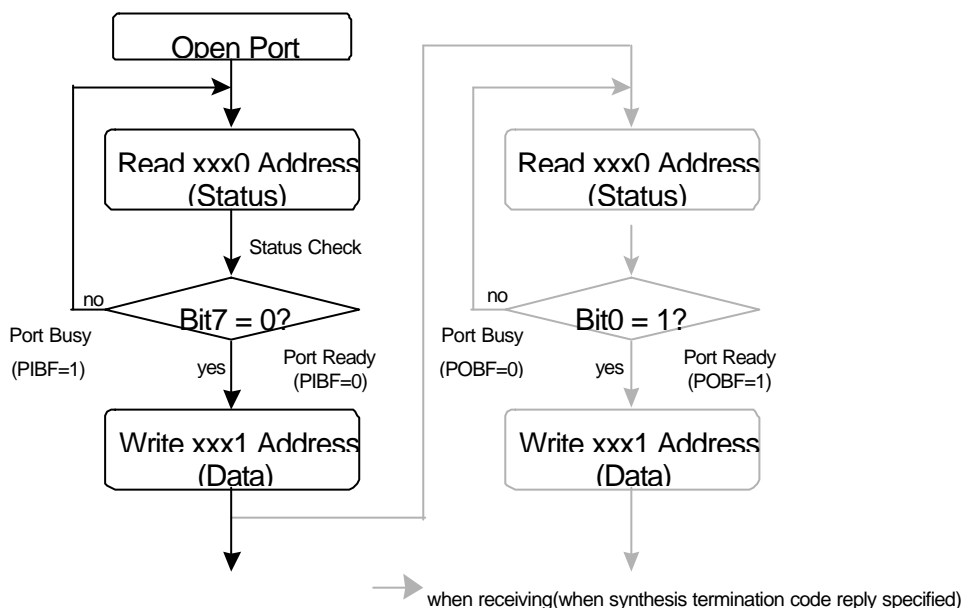 Open Port
Read xxx0 Address
(Status)
Status Check
no
Bit7 = 0?
Port Busy
(PIBF=1)
yes
Port Ready
(PIBF=0)
Write xxx1 Address
(Data)
Read xxx0 Address
(Status)
no
Bit0 = 1?
Port Busy
(POBF=0)
yes
Port Ready
(POBF=1)
Write xxx1 Address
(Data)
when receiving(when synthesis termination code reply specified)